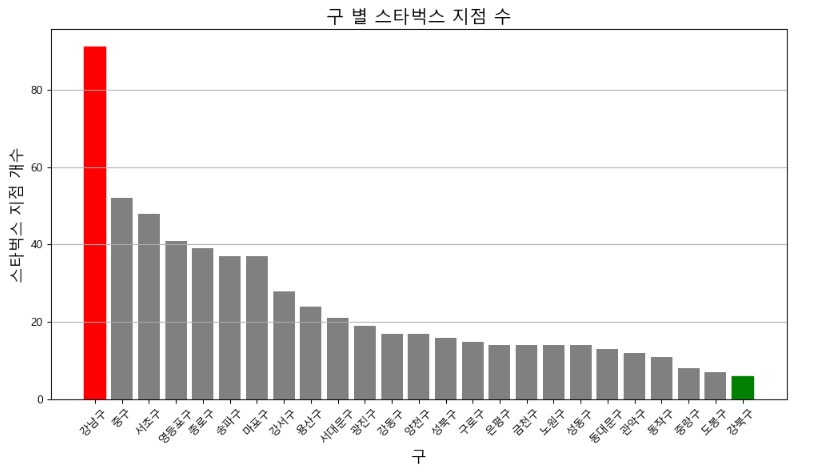 구 별 스타벅스 지점 수
스타벅스 지점 개수
80
60
40
20
0
강남구
중구
서초구
영등포구
종로구
송파구
마포구
강서구
용산구
서대문구
광진구
강동구
양천구
성북구
구로구
은평구
금천구
노원구
성동구
동대문구
관악구
동작구
중랑구
도봉구
강북구
구